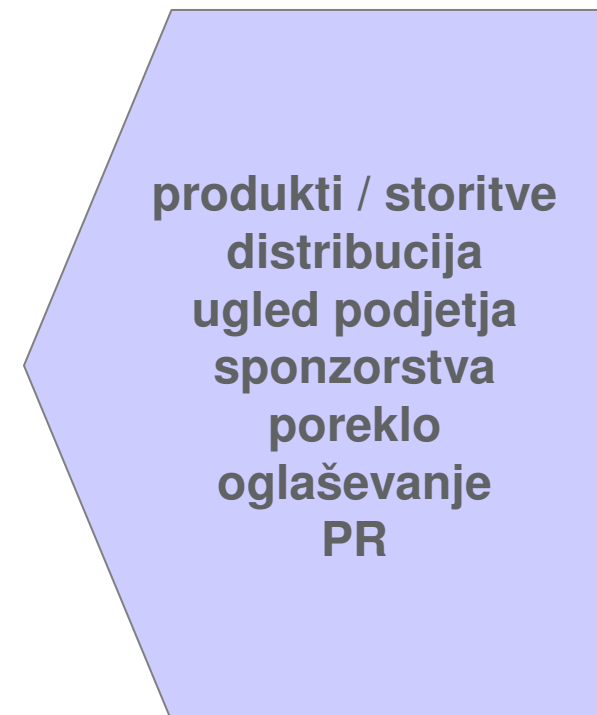 produkti / storitve
distribucija
ugled podjetja
sponzorstva
poreklo
oglaševanje
PR